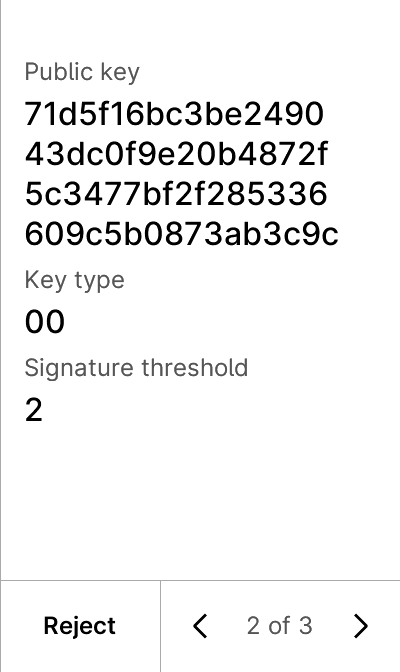 Public key
71d5f16bc3be2490
43dc0f9e20b4872f
5c3477bf2f285336
609c5b0873ab3c9c
Key type
00
Signature threshold
2
Reject
2 of 3